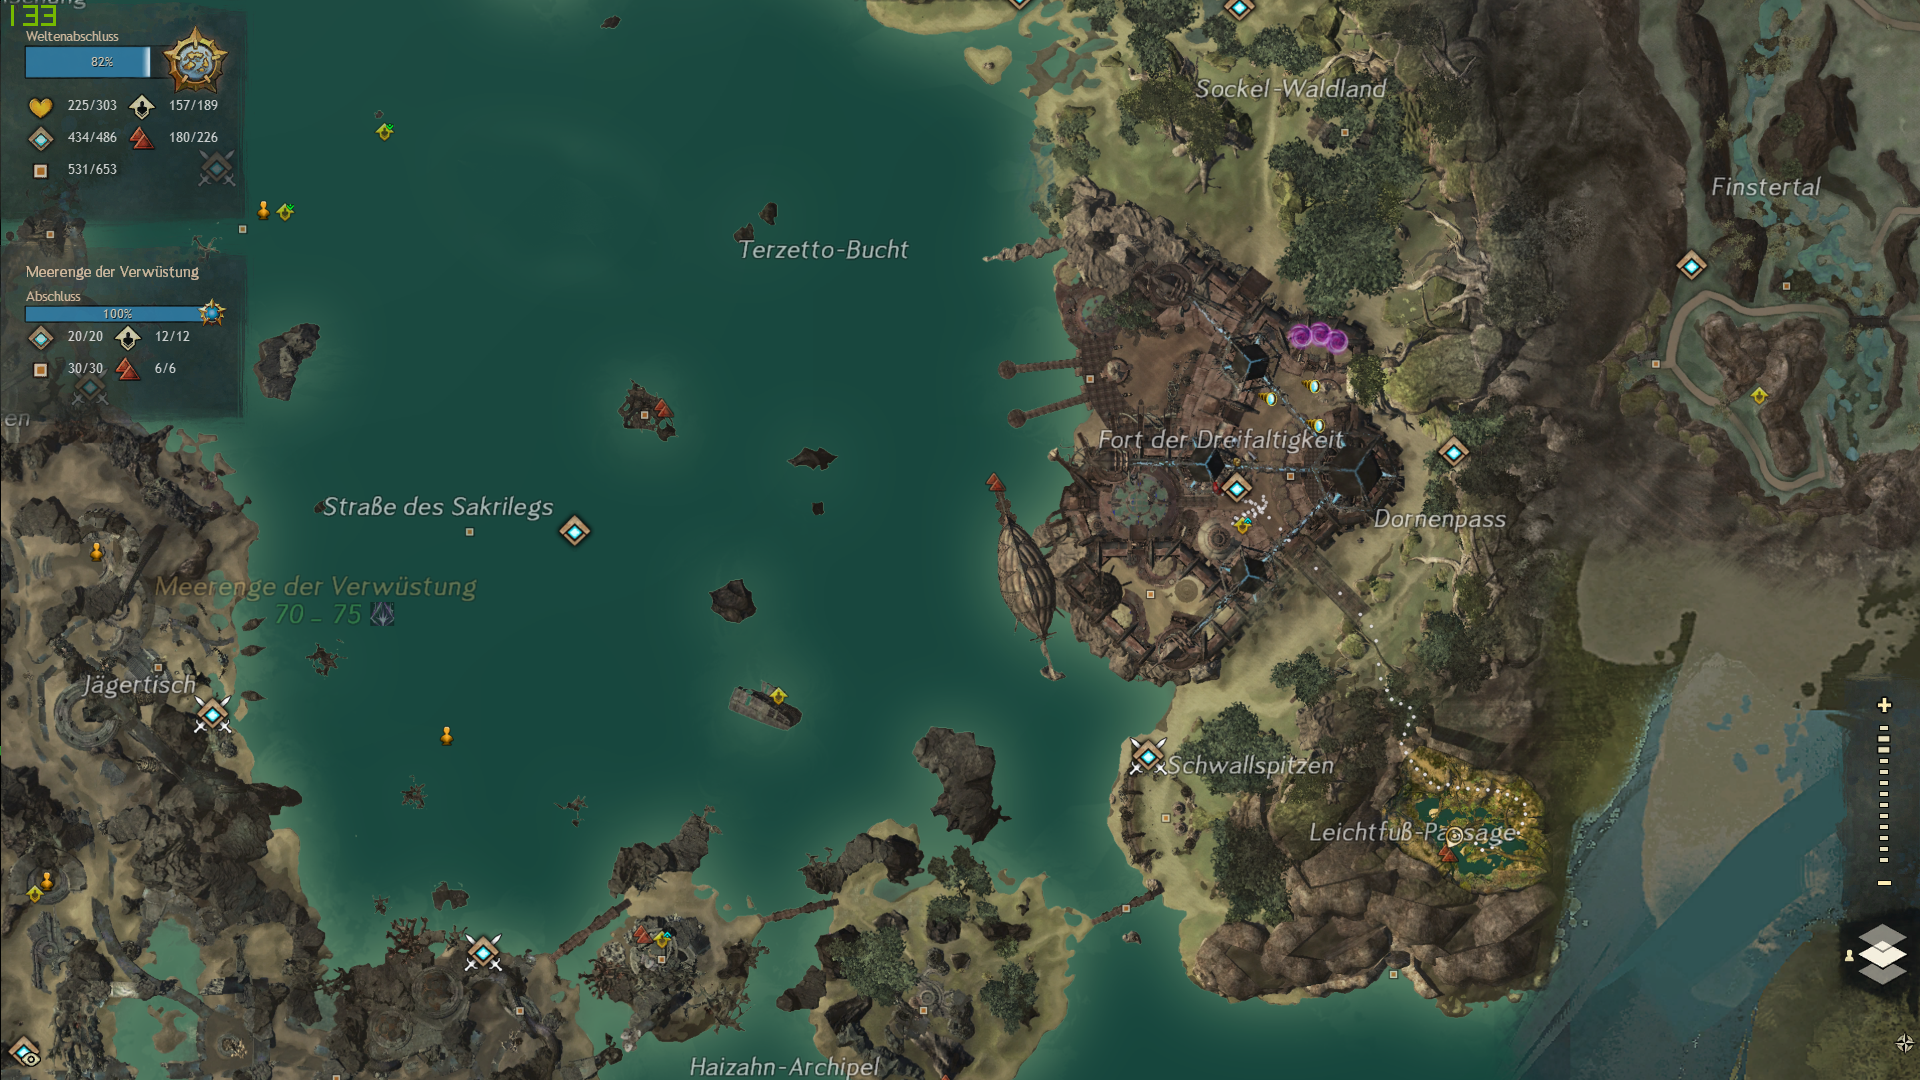 133
Weltenabschluss
82%
225/303 157/189
434/486 180/226
531/653
Meerenge der Verwüstung
Abschluss
100%
20/20 12/12
30/30 6/6
en
Sockel-Waldland
Finstertal
Terzetto-Bucht
Fort der Dreifaltigkeit
Straße des Sakrilegs
Dornenpass
Meerenge der Verwüstung
70 – 75
Jägertisch
Schwallspitzen
Leichtfuß-Passage
Haizahn-Archipel